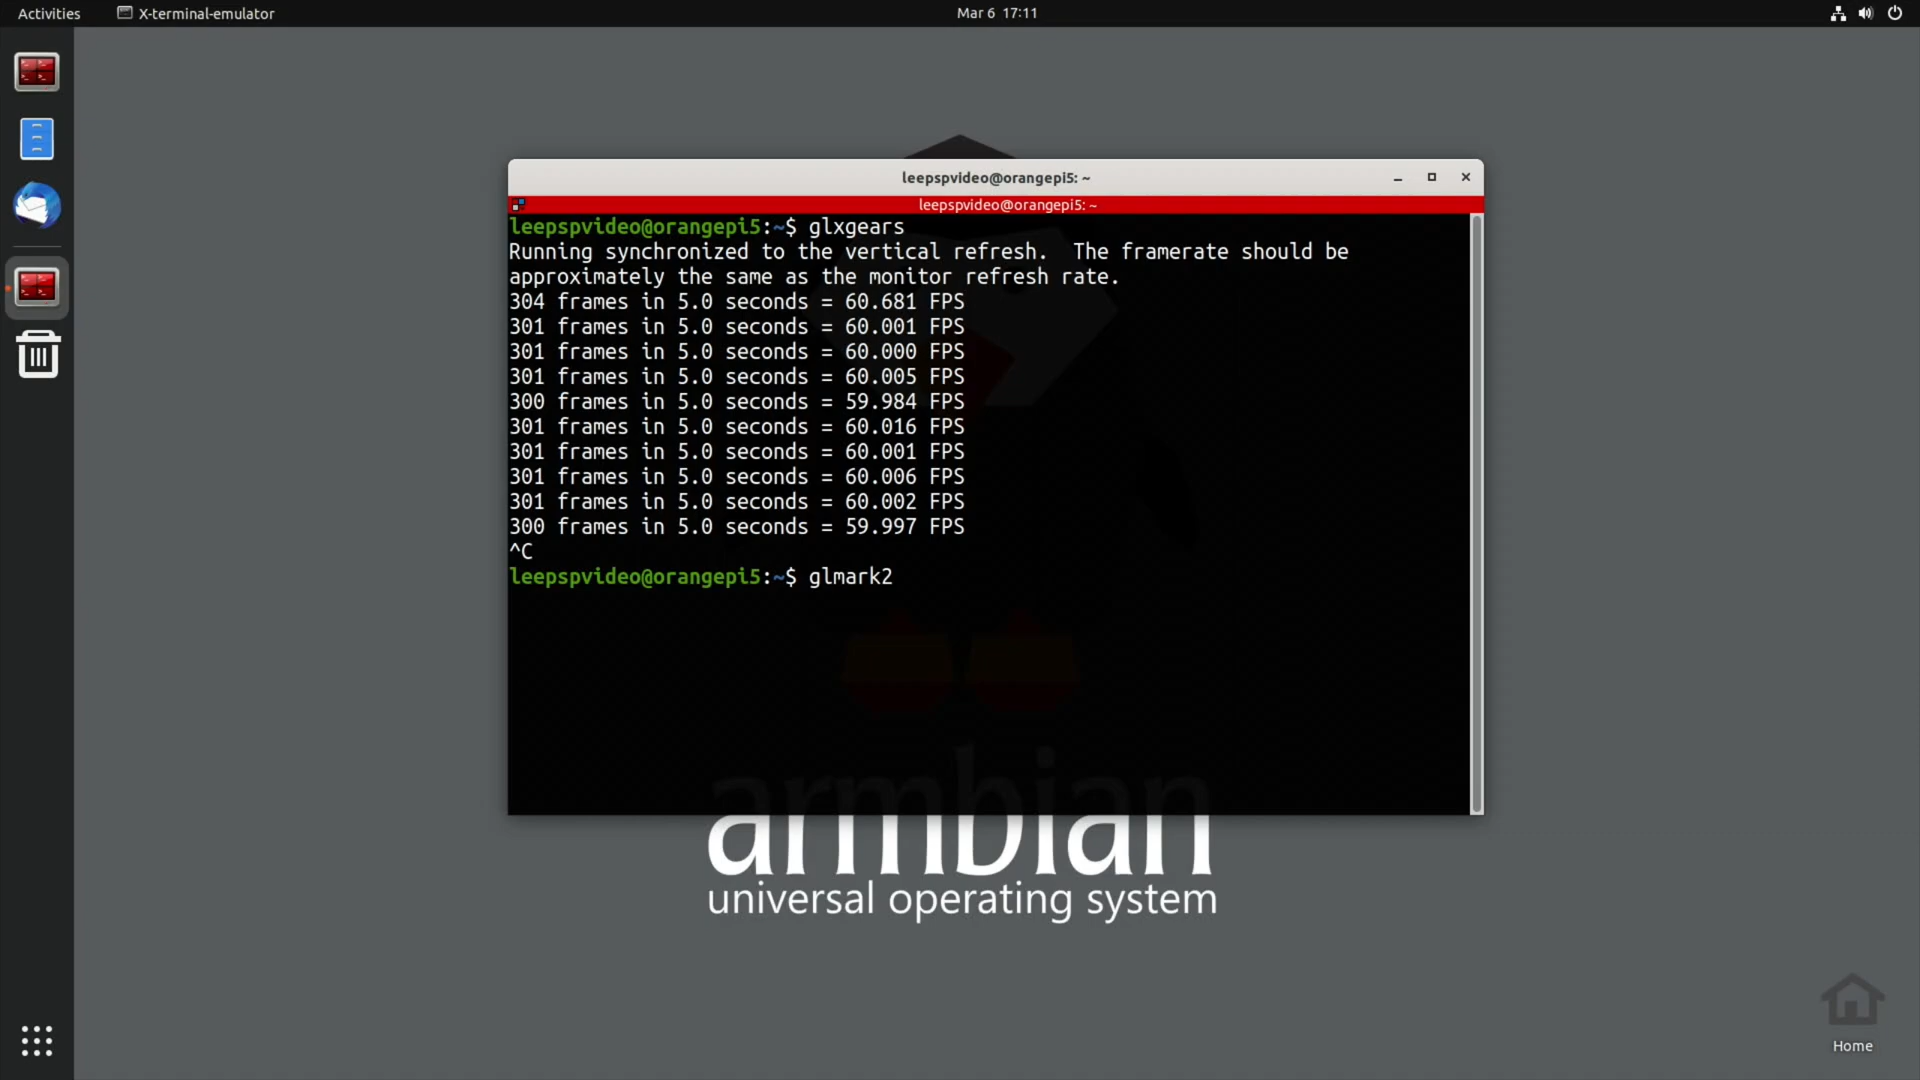 Activities
X-terminal-emulator
Mar 6 17:11
leepspvideo@orangepi5: ~
leepspvideo@orangepi5: ~
leepspvideo@orangepi5:~$ glxgears
Running synchronized to the vertical refresh.  The framerate should be
approximately the same as the monitor refresh rate.
304 frames in 5.0 seconds = 60.681 FPS
301 frames in 5.0 seconds = 60.001 FPS
301 frames in 5.0 seconds = 60.000 FPS
301 frames in 5.0 seconds = 60.005 FPS
300 frames in 5.0 seconds = 59.984 FPS
301 frames in 5.0 seconds = 60.016 FPS
301 frames in 5.0 seconds = 60.001 FPS
301 frames in 5.0 seconds = 60.006 FPS
301 frames in 5.0 seconds = 60.002 FPS
300 frames in 5.0 seconds = 59.997 FPS
^C
leepspvideo@orangepi5:~$ glmark2
armbian
universal operating system
Home